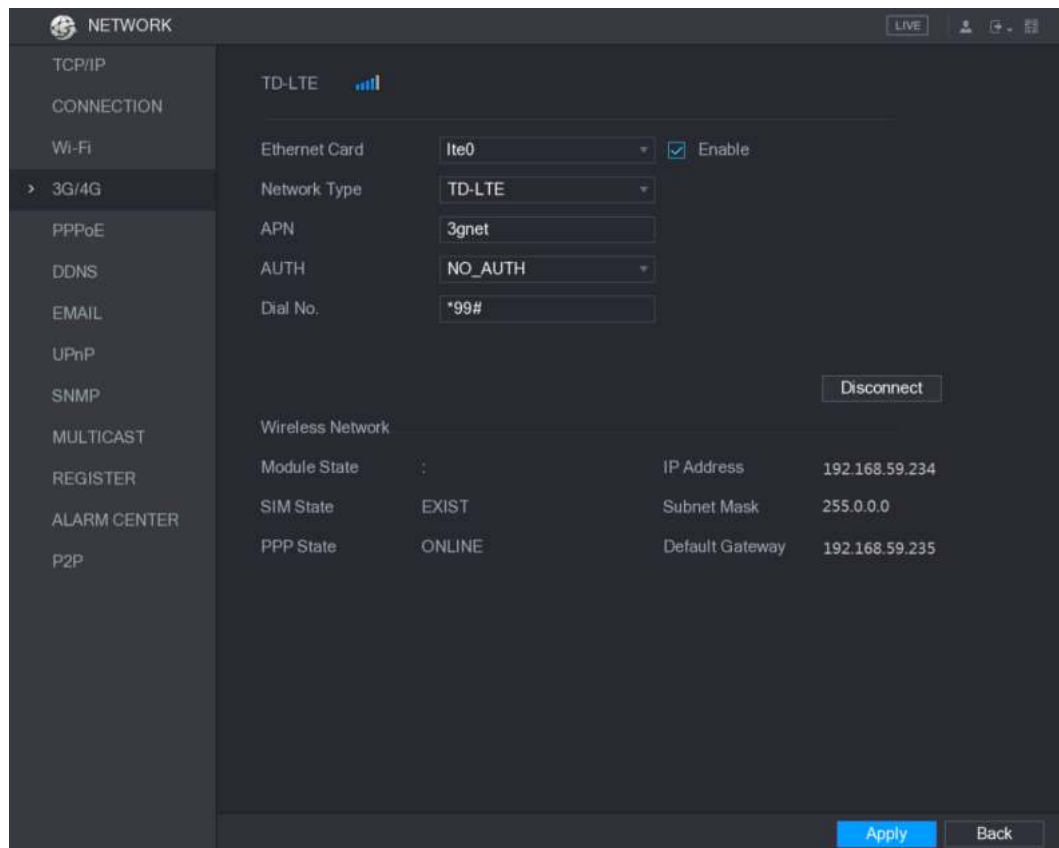 NETWORK LIVE
TCP/IP
CONNECTION
Wi-Fi
3G/4G
PPPoE
DDNS
EMAIL
UPnP
SNMP
MULTICAST
REGISTER
ALARM CENTER
P2P
TD-LTE
Ethernet Card lte0 Enable
Network Type TD-LTE
APN 3gnet
AUTH NO_AUTH
Dial No. *99#
Disconnect
Wireless Network
Module State : IP Address 192.168.59.234
SIM State EXIST Subnet Mask 255.0.0.0
PPP State ONLINE Default Gateway 192.168.59.235
Apply Back